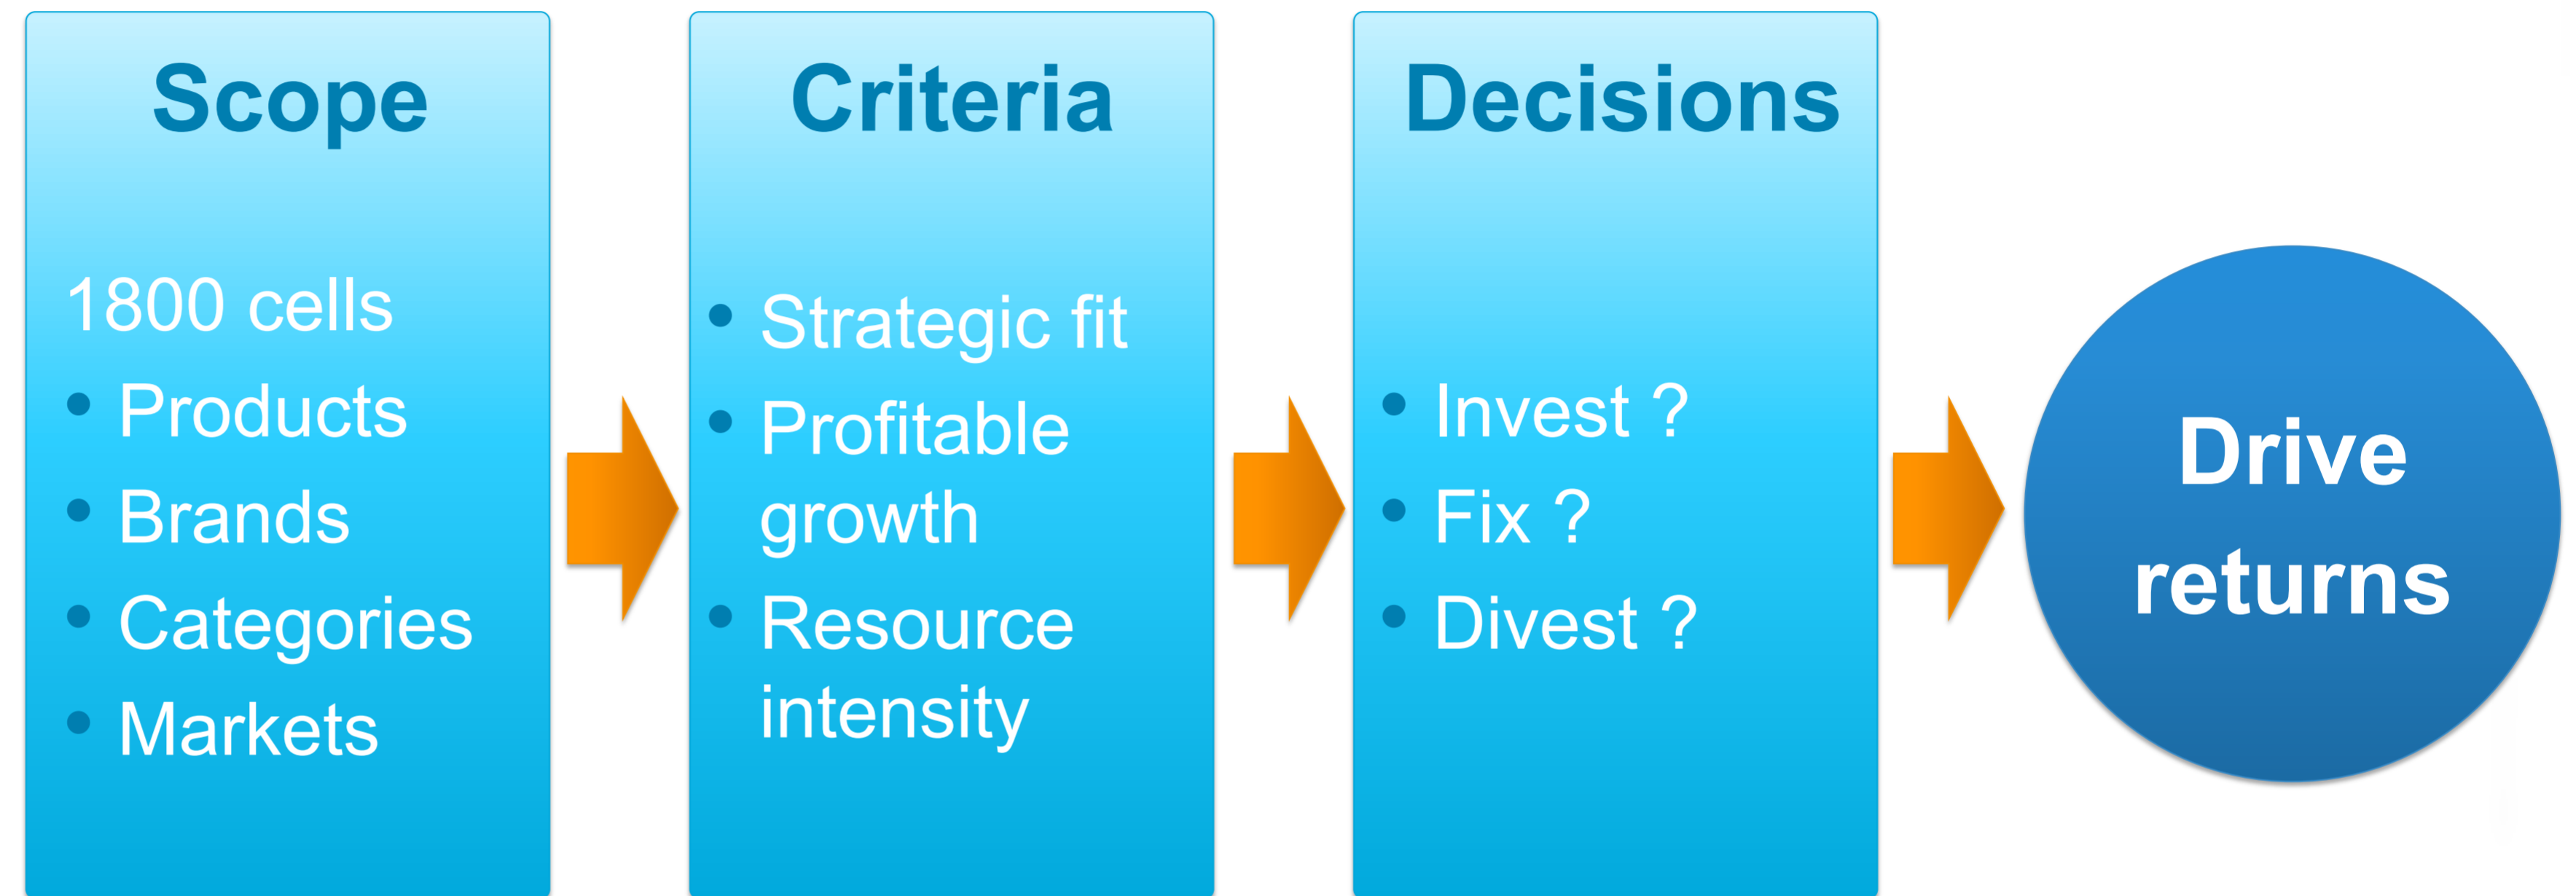 Scope
1800 cells
• Products
• Brands
• Categories
• Markets
Criteria
• Strategic fit
• Profitable
growth
• Resource
intensity
Decisions
• Invest ?
• Fix ?
• Divest ?
Drive
returns